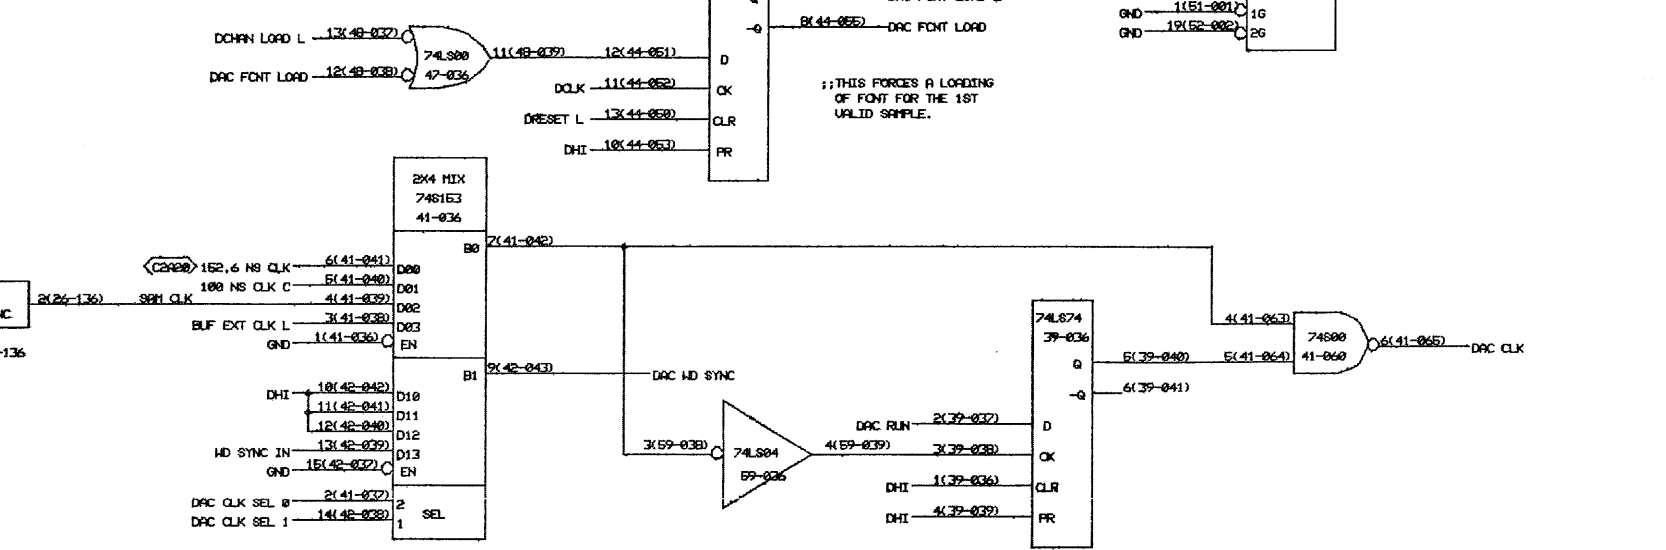 DCHAN LOAD L 13(48-037)
DAC FCNT LOAD 12(48-038)
74LS00
47-036
11(48-039) 12(44-051) D
DCLK 11(44-052) CK
DRESET L 13(44-050) CLR
DHI 10(44-053) PR
-Q 8(44-055) DAC FCNT LOAD
;;THIS FORCES A LOADING
OF FCNT FOR THE 1ST
VALID SAMPLE.
GND 1(51-001) 1G
GND 19(52-002) 2G
2X4 MIX
74S153
41-036
B0 7(41-042)
C2A20 152.6 NS CLK 6(41-041) D00
100 NS CLK C 5(41-040) D01
2(26-136) SAM CLK 4(41-039) D02
BUF EXT CLK L 3(41-038) D03
GND 1(41-036) EN
NC
-136
B1 9(42-043) DAC WD SYNC
DHI 10(42-042) D10
11(42-041) D11
12(42-040) D12
WD SYNC IN 13(42-039) D13
GND 15(42-037) EN
DAC CLK SEL 0 2(41-037) 2
DAC CLK SEL 1 14(42-038) 1
SEL
3(59-038) 74LS04 4(59-039)
59-036
74LS74
39-036
Q 5(39-040) 5(41-064)
-Q 6(39-041)
DAC RUN 2(39-037) D
3(39-038) CK
DHI 1(39-036) CLR
DHI 4(39-039) PR
4(41-063)
74S00
41-060
6(41-065) DAC CLK